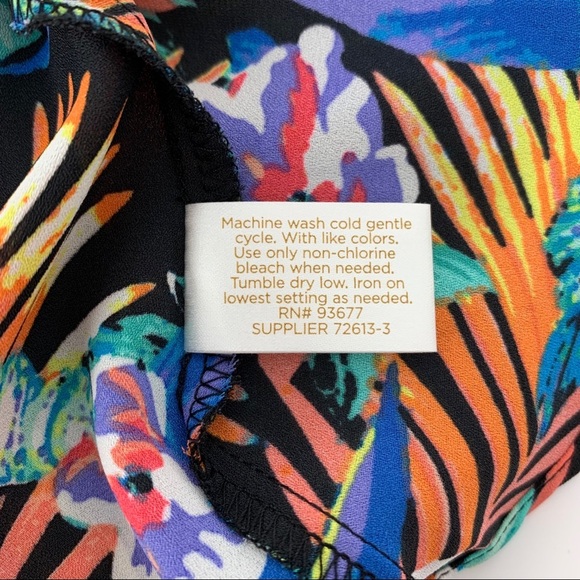 Machine wash cold gentle
cycle. With like colors.
Use only non-chlorine
bleach when needed.
Tumble dry low. Iron on
lowest setting as needed.
RN# 93677
SUPPLIER 72613-3